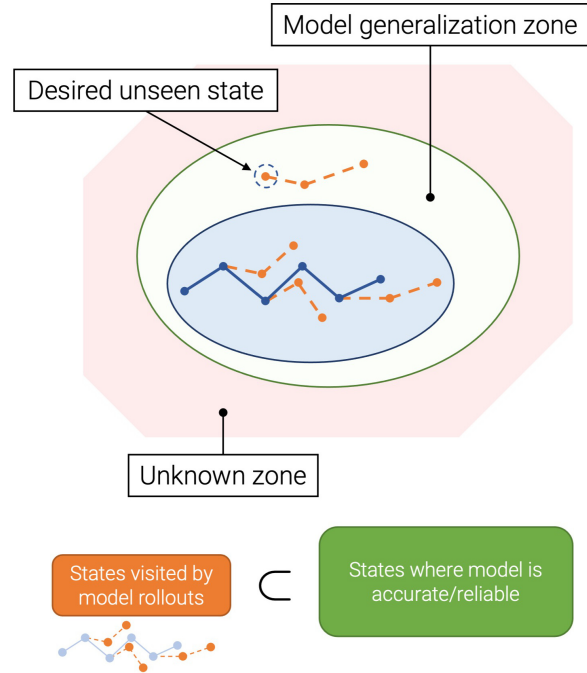 Model generalization zone
Desired unseen state
Unknown zone
States visited by
model rollouts
⊂
States where model is
accurate/reliable